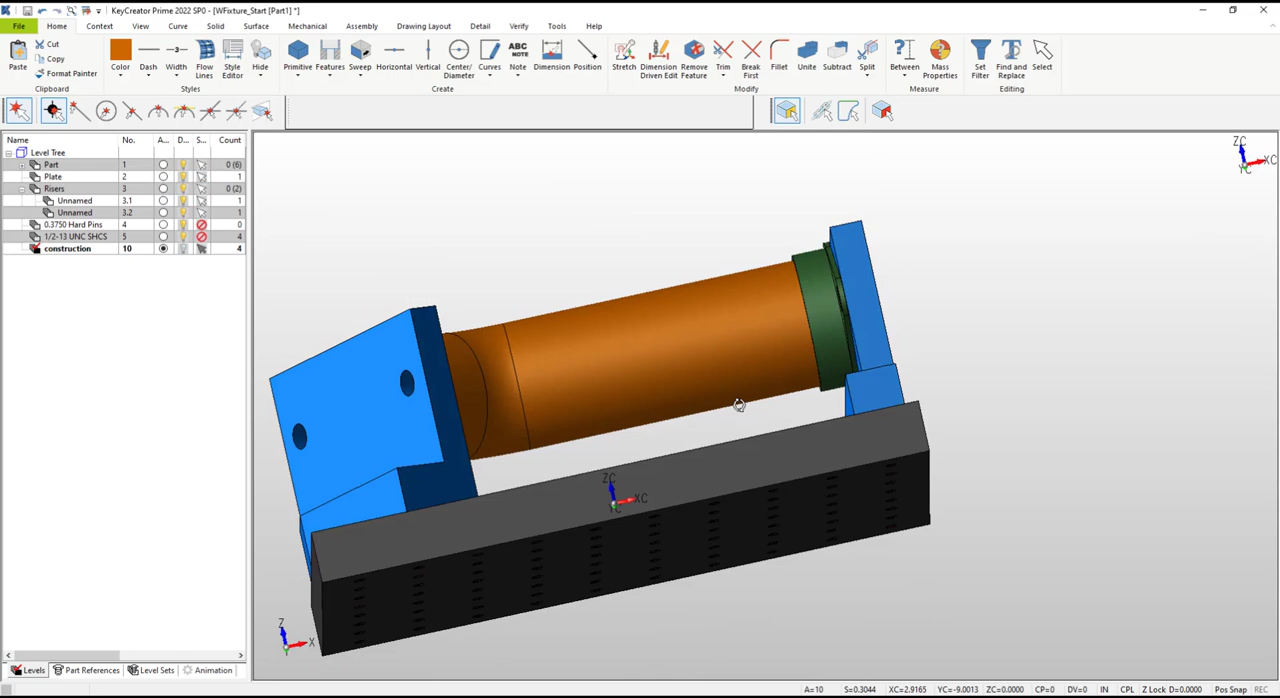 KeyCreator Prime 2022 SP0 - [WFixture_Start [Part1] *]
File Home Context View Curve Solid Surface Mechanical Assembly Drawing Layout Detail Verify Tools Help
Paste Cut Copy Format Painter
Color Dash Width Flow Lines Style Editor Hide
Primitive Features Sweep Horizontal Vertical Center/Diameter Curves ABC NOTE Note Dimension Position
Stretch Dimension Driven Edit Remove Feature Trim Break First Fillet Unite Subtract Split
Between Mass Properties Set Filter Find and Replace Select
Clipboard Styles Create Modify Measure Editing
Name No. A... D... S... Count
Level Tree
Part 1 0 (6)
Plate 2 1
Risers 3 0 (2)
Unnamed 3.1 1
Unnamed 3.2 1
0.3750 Hard Pins 4 0
1/2-13 UNC SHCS 5 4
construction 10 4
ZC
XC
YC
ZC
XC
YC
Z
X
Levels Part References Level Sets Animation
A=10 S=0.3044 XC=2.9165 YC=-9.0013 ZC=0.0000 CP=0 DV=0 IN CPL Z Lock D=0.0000 Pos Snap REC